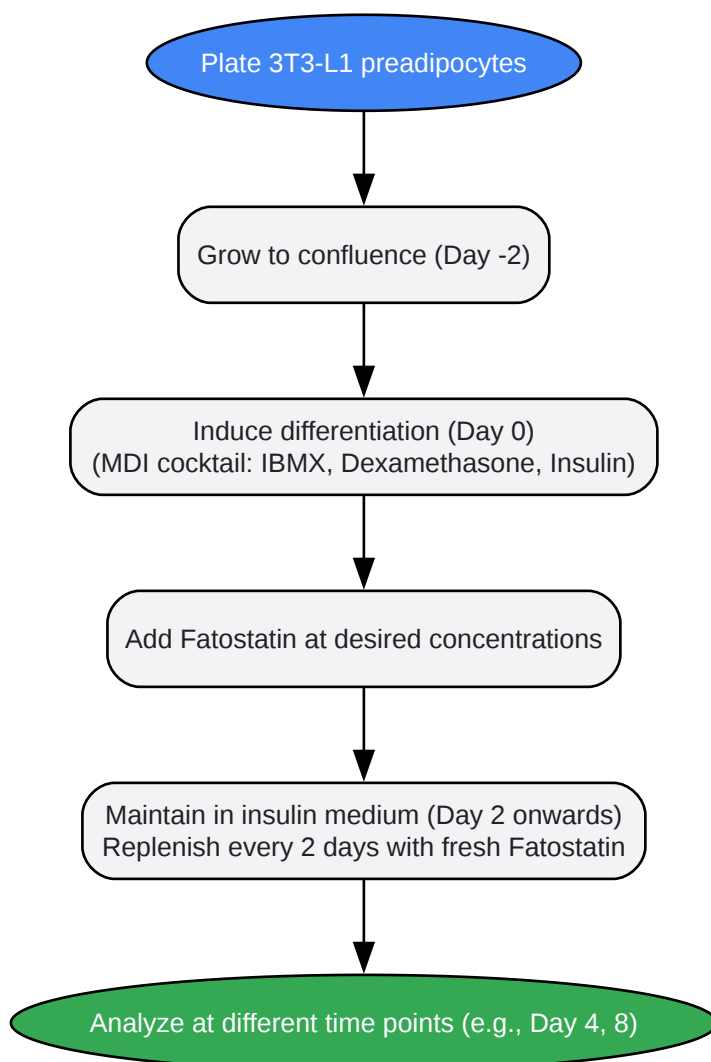 Plate 3T3-L1 preadipocytes
Grow to confluence (Day -2)
Induce differentiation (Day 0)
(MDI cocktail: IBMX, Dexamethasone, Insulin)
Add Fatostatin at desired concentrations
Maintain in insulin medium (Day 2 onwards)
Replenish every 2 days with fresh Fatostatin
Analyze at different time points (e.g., Day 4, 8)